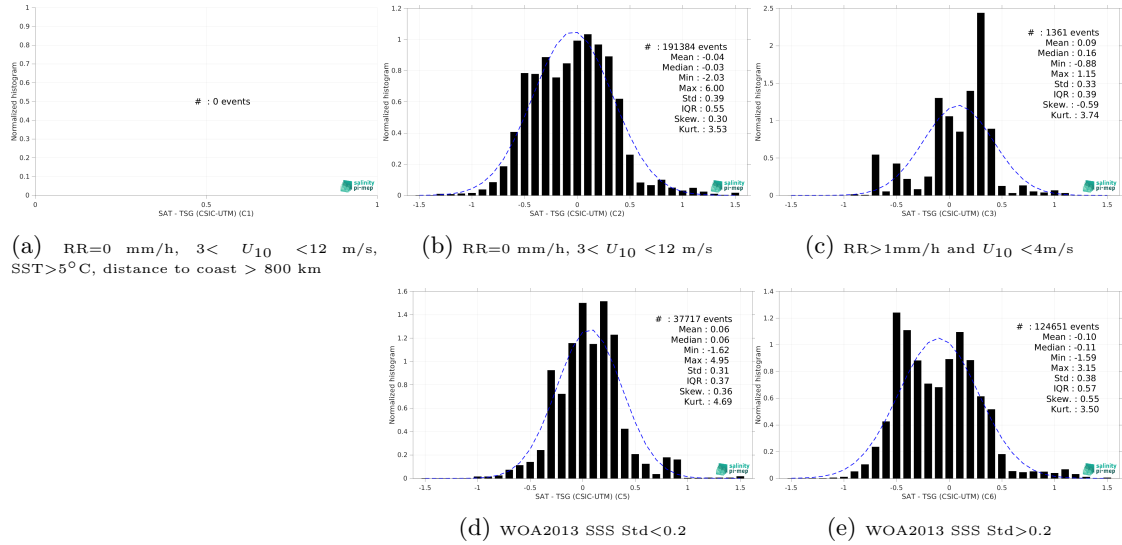 1
0.9
0.8
0.7
0.6
0.5
0.4
0.3
0.2
0.1
0
Normalized histogram
# : 0 events
salinity
pi-mep
0 0.5 1
SAT - TSG (CSIC-UTM) (C1)
(a) RR=0 mm/h, 3< U10 <12 m/s,
SST>5°C, distance to coast > 800 km
1.2
1
0.8
0.6
0.4
0.2
0
Normalized histogram
# : 191384 events
Mean : -0.04
Median : -0.03
Min : -2.03
Max : 6.00
Std : 0.39
IQR : 0.55
Skew. : 0.30
Kurt. : 3.53
salinity
pi-mep
-1.5 -1 -0.5 0 0.5 1 1.5
SAT - TSG (CSIC-UTM) (C2)
(b) RR=0 mm/h, 3< U10 <12 m/s
2.5
2
1.5
1
0.5
0
Normalized histogram
# : 1361 events
Mean : 0.09
Median : 0.16
Min : -0.88
Max : 1.15
Std : 0.33
IQR : 0.39
Skew. : -0.59
Kurt. : 3.74
salinity
pi-mep
-1.5 -1 -0.5 0 0.5 1 1.5
SAT - TSG (CSIC-UTM) (C3)
(c) RR>1mm/h and U10 <4m/s
1.6
1.4
1.2
1
0.8
0.6
0.4
0.2
0
Normalized histogram
# : 37717 events
Mean : 0.06
Median : 0.06
Min : -1.62
Max : 4.95
Std : 0.31
IQR : 0.37
Skew. : 0.36
Kurt. : 4.69
salinity
pi-mep
-1.5 -1 -0.5 0 0.5 1 1.5
SAT - TSG (CSIC-UTM) (C5)
(d) WOA2013 SSS Std<0.2
1.4
1.2
1
0.8
0.6
0.4
0.2
0
Normalized histogram
# : 124651 events
Mean : -0.10
Median : -0.11
Min : -1.59
Max : 3.15
Std : 0.38
IQR : 0.57
Skew. : 0.55
Kurt. : 3.50
salinity
pi-mep
-1.5 -1 -0.5 0 0.5 1 1.5
SAT - TSG (CSIC-UTM) (C6)
(e) WOA2013 SSS Std>0.2